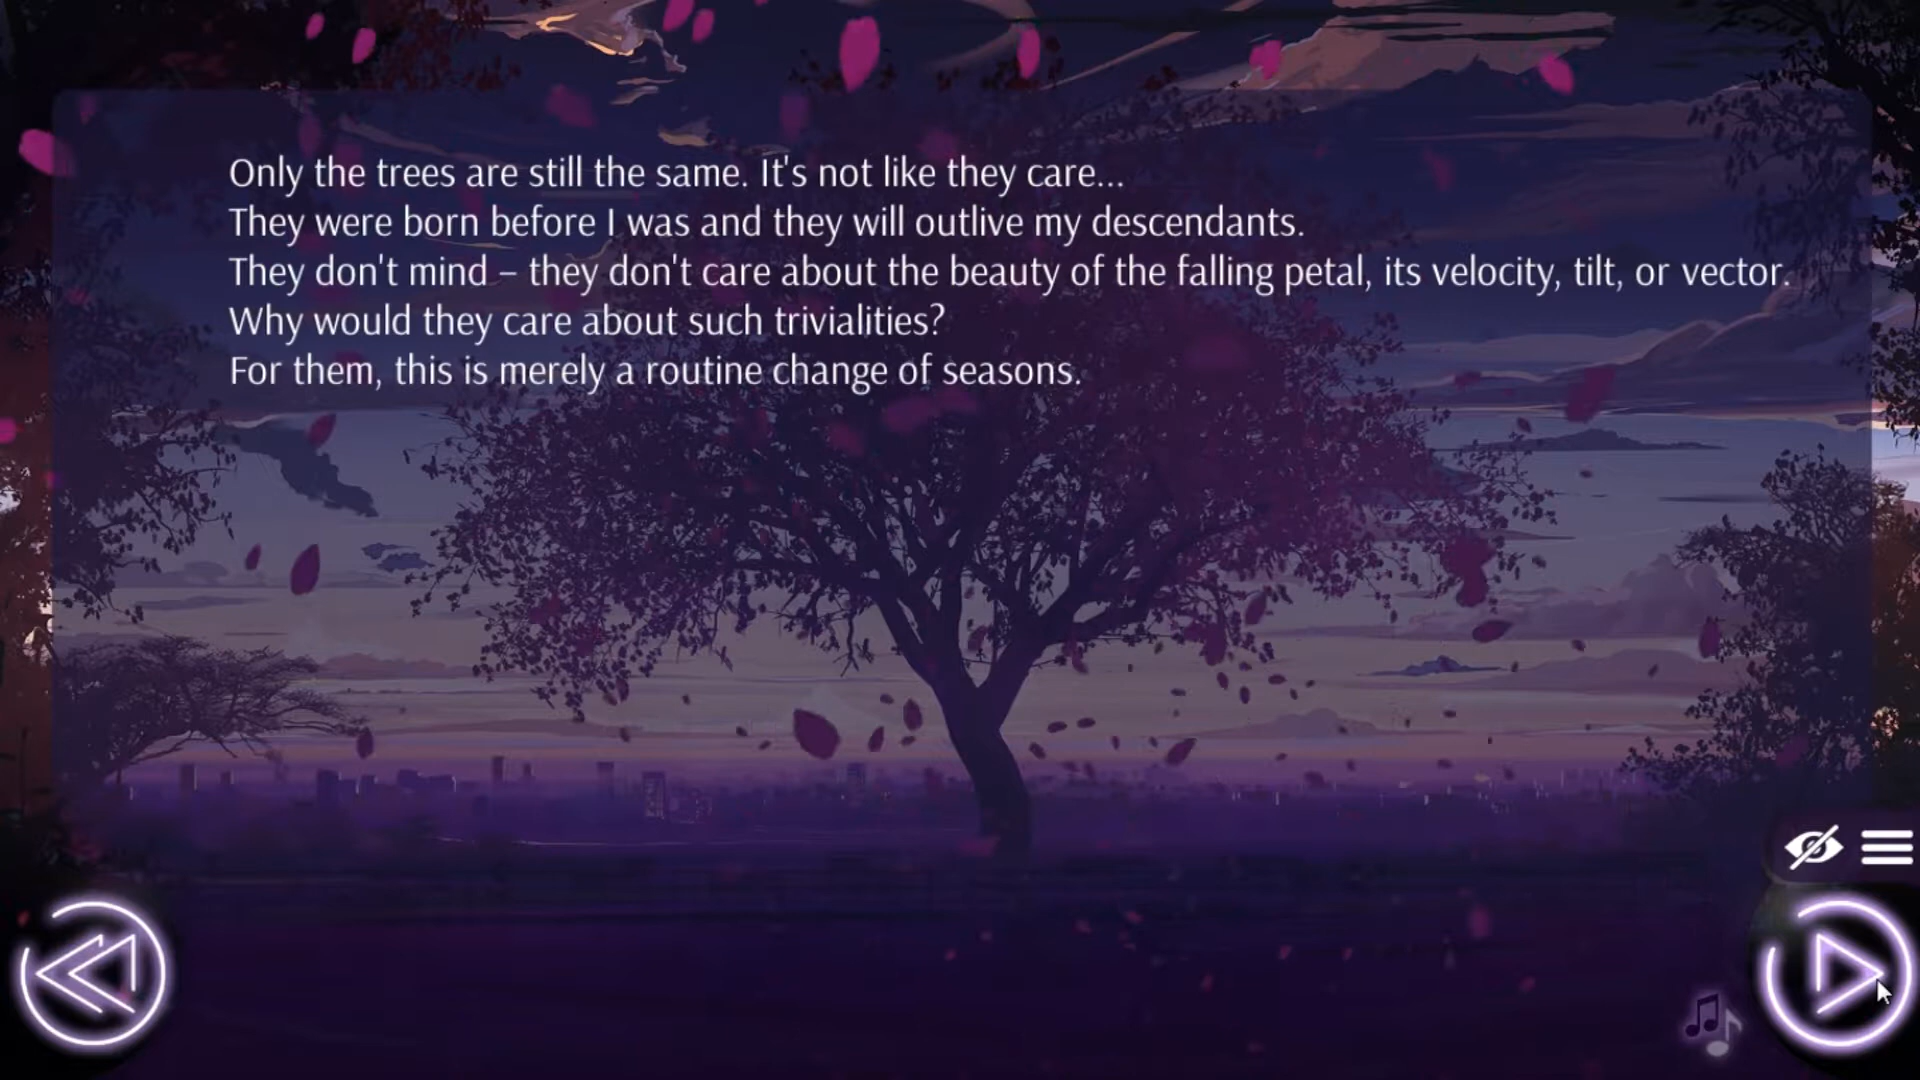 Only the trees are still the same. It's not like they care...
They were born before I was and they will outlive my descendants.
They don't mind – they don't care about the beauty of the falling petal, its velocity, tilt, or vector.
Why would they care about such trivialities?
For them, this is merely a routine change of seasons.